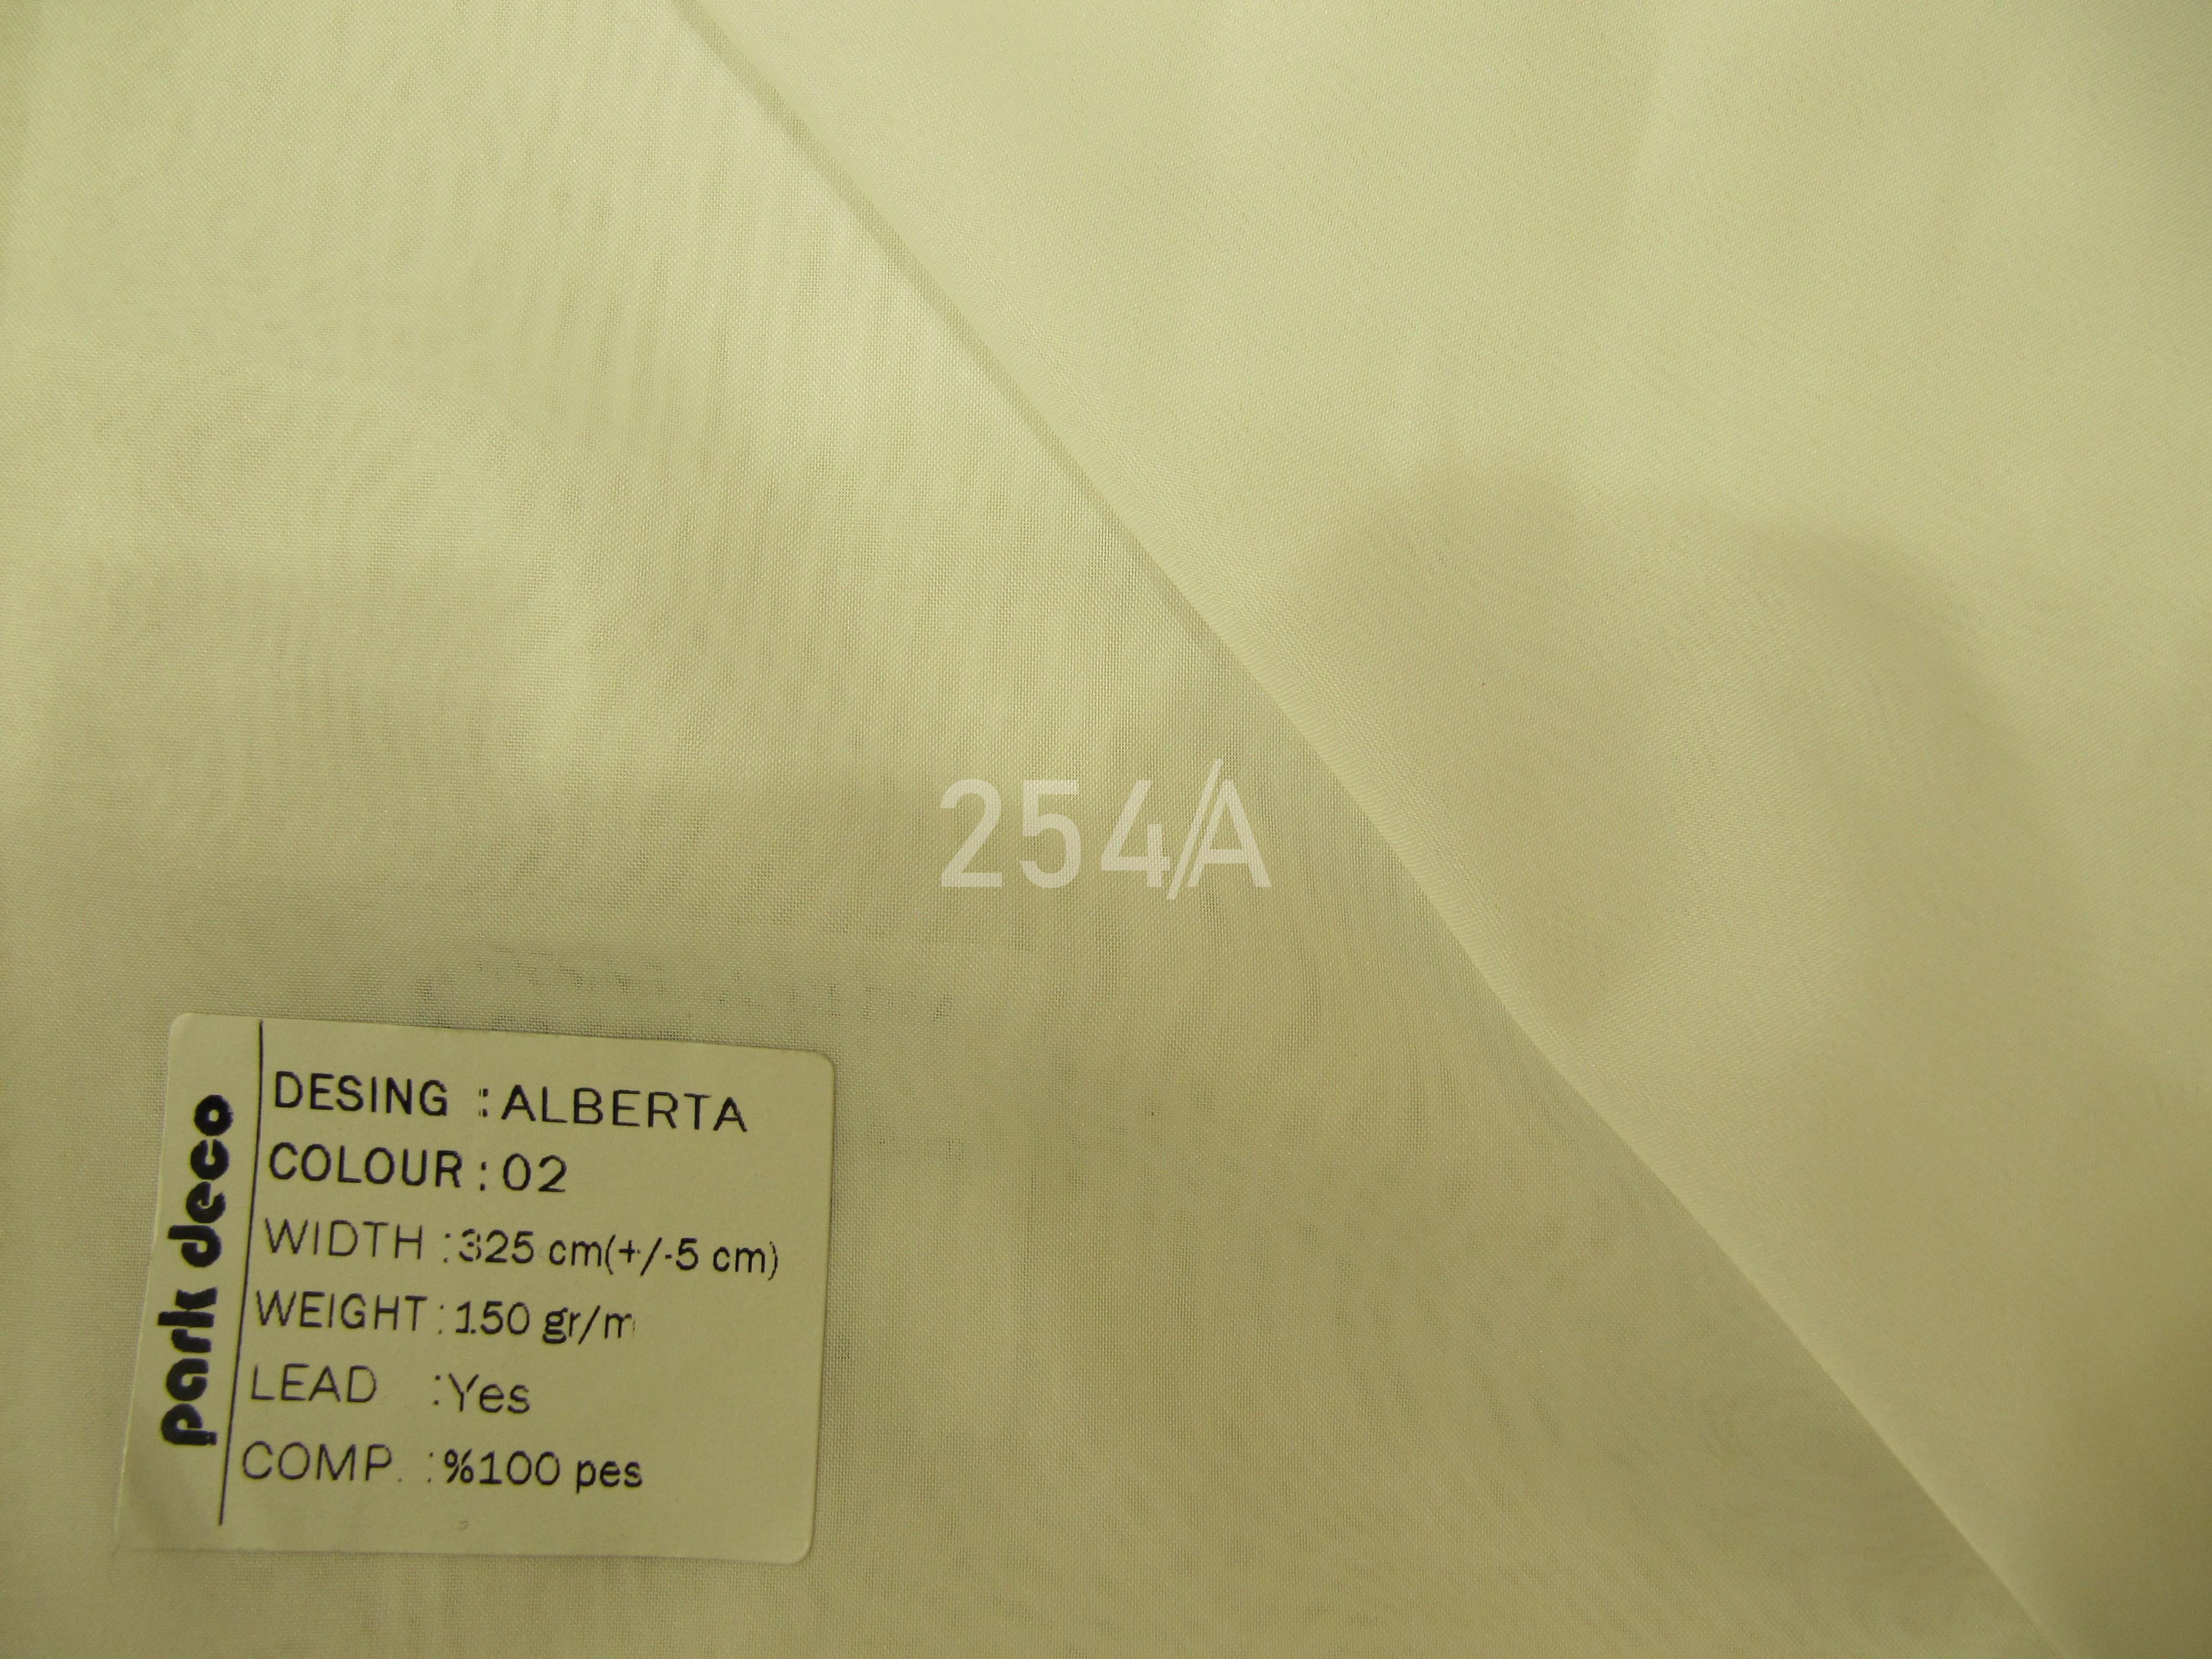 254/A
park deco
DESING : ALBERTA
COLOUR : 02
WIDTH : 325 cm(+/-5 cm)
WEIGHT : 150 gr/m
LEAD : Yes
COMP. : %100 pes